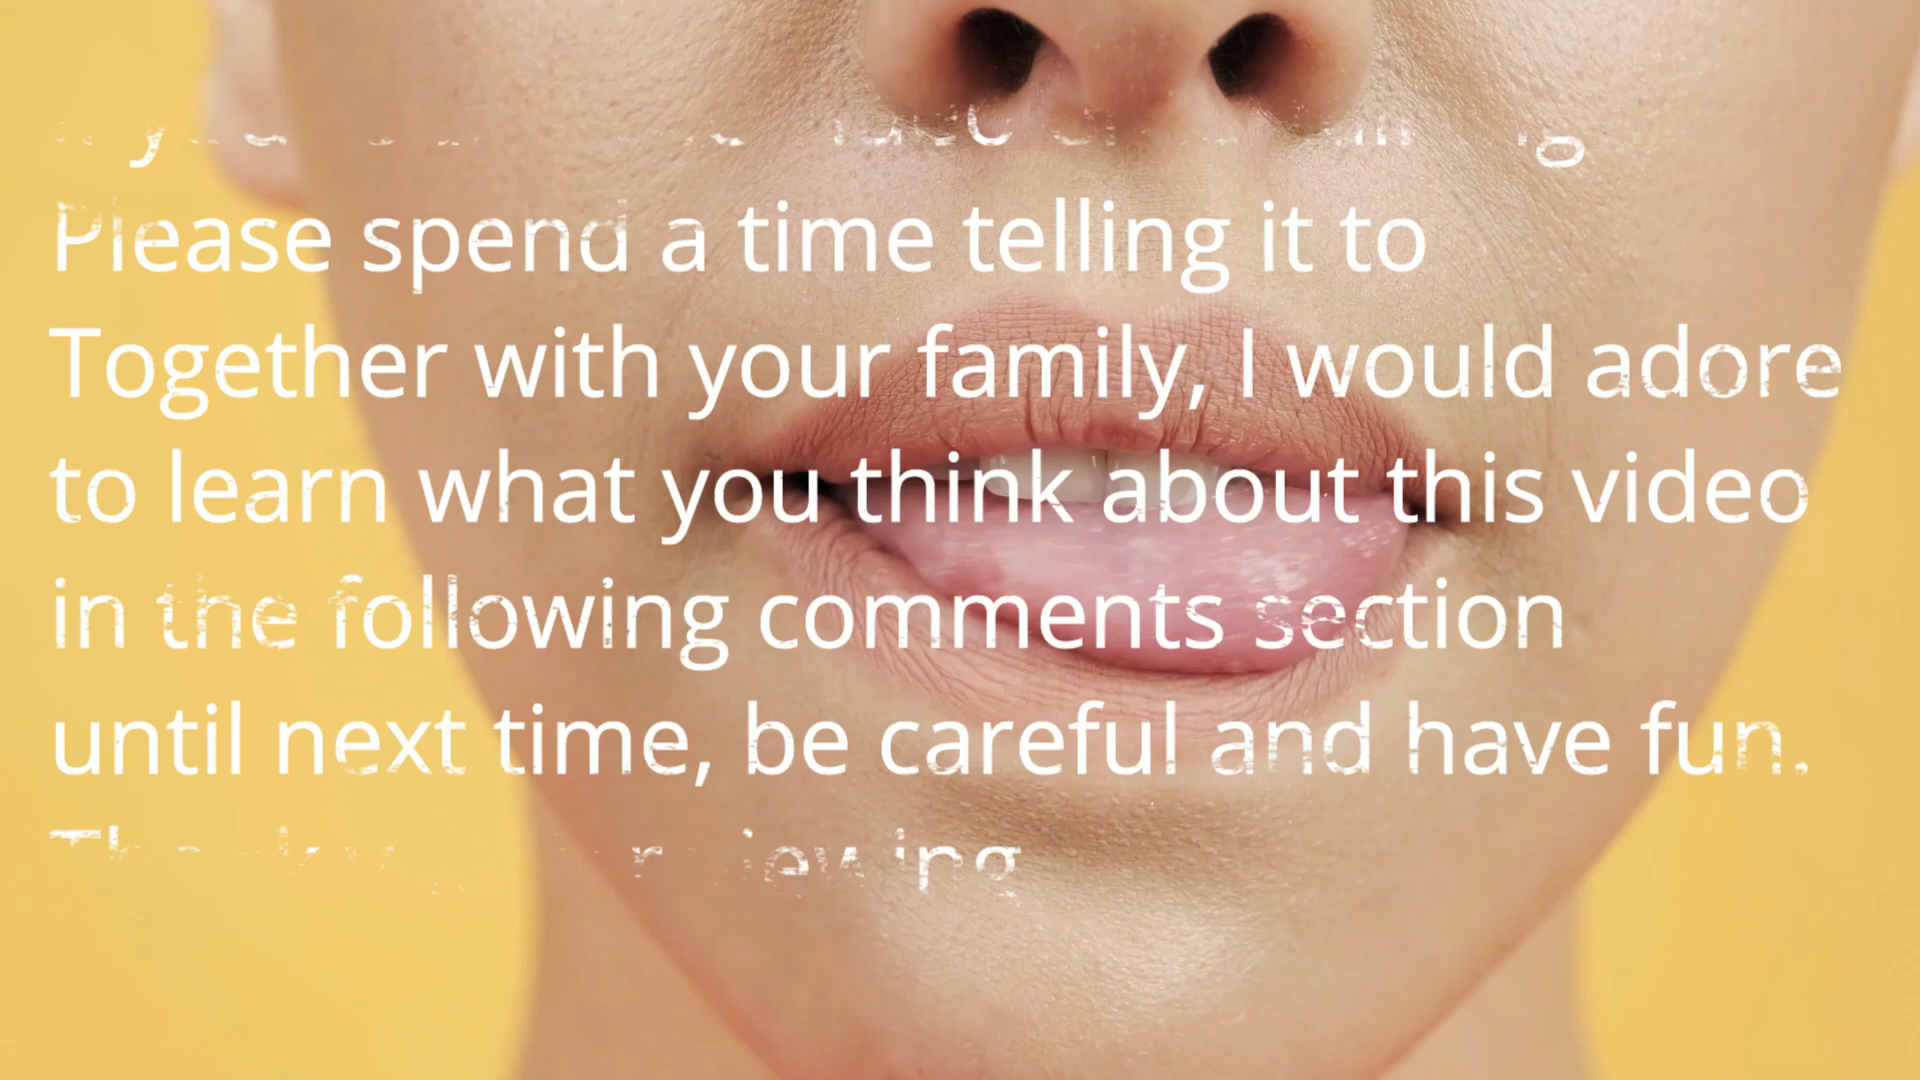 Please spend a time telling it to
Together with your family, I would adore
to learn what you think about this video
in the following comments section
until next time, be careful and have fun.